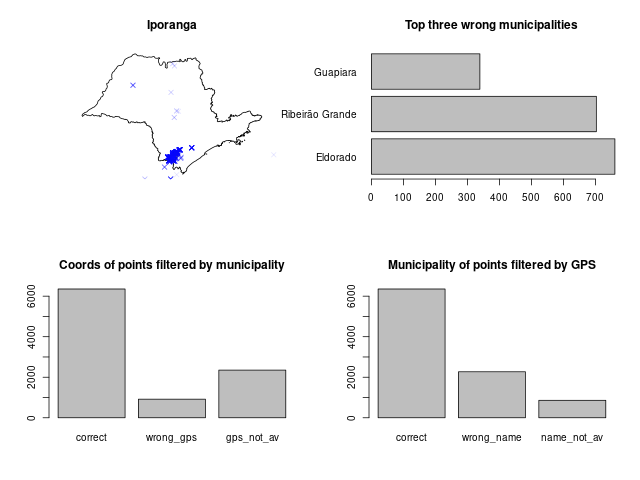 Iporanga
Top three wrong municipalities
Guapiara
Ribeirão Grande
Eldorado
0 100 200 300 400 500 600 700
Coords of points filtered by municipality
6000
4000
2000
0
correct wrong_gps gps_not_av
Municipality of points filtered by GPS
6000
4000
2000
0
correct wrong_name name_not_av